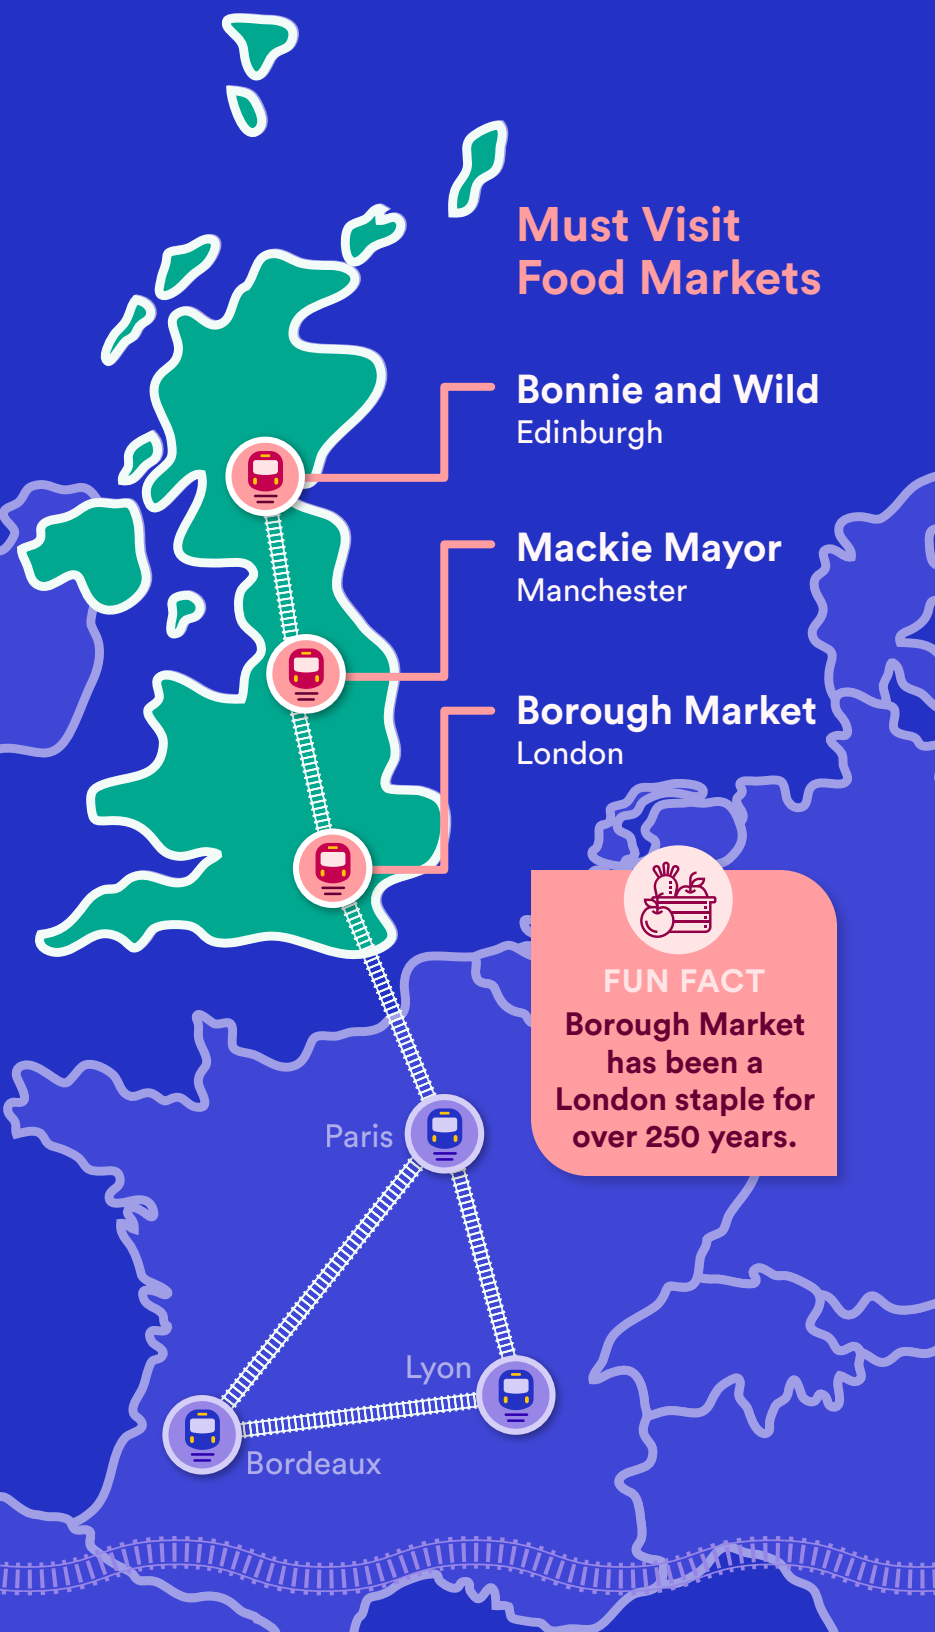 Must Visit
Food Markets
Bonnie and Wild
Edinburgh
Mackie Mayor
Manchester
Borough Market
London
FUN FACT
Borough Market
has been a
London staple for
over 250 years.
Paris
Lyon
Bordeaux